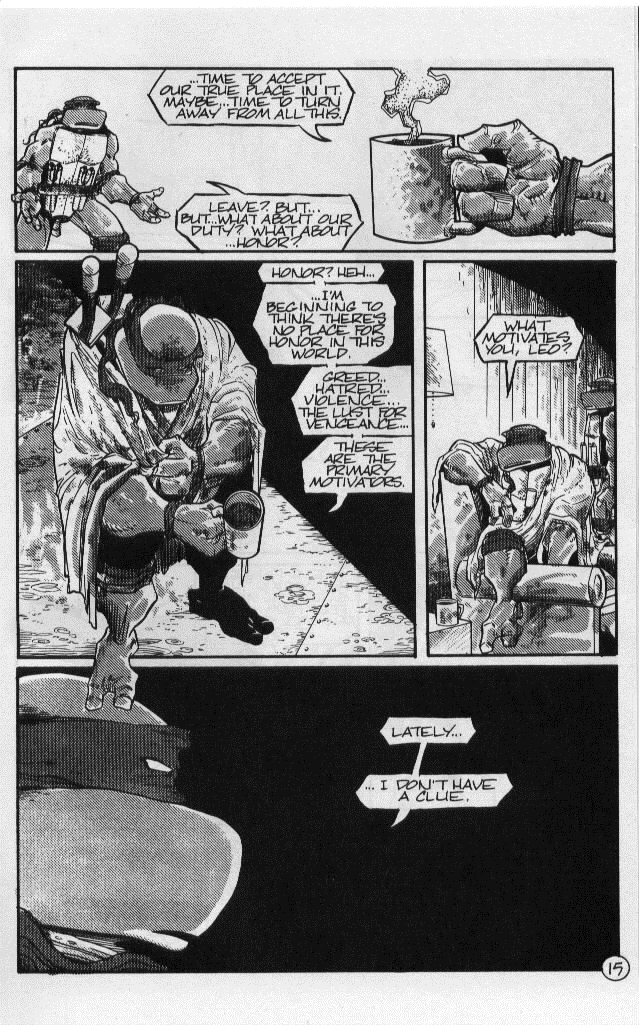 ...TIME TO ACCEPT
OUR TRUE PLACE IN IT.
MAYBE...TIME TO TURN
AWAY FROM ALL THIS.
LEAVE? BUT...
BUT...WHAT ABOUT OUR
DUTY? WHAT ABOUT
...HONOR?
HONOR? HEH...
...I'M
BEGINNING TO
THINK THERE'S
NO PLACE FOR
HONOR IN THIS
WORLD.
GREED...
HATRED...
VIOLENCE...
THE LUST FOR
VENGEANCE...
THESE
ARE THE
PRIMARY
MOTIVATORS.
WHAT
MOTIVATES
YOU, LEO?
LATELY...
... I DON'T HAVE
A CLUE.
15